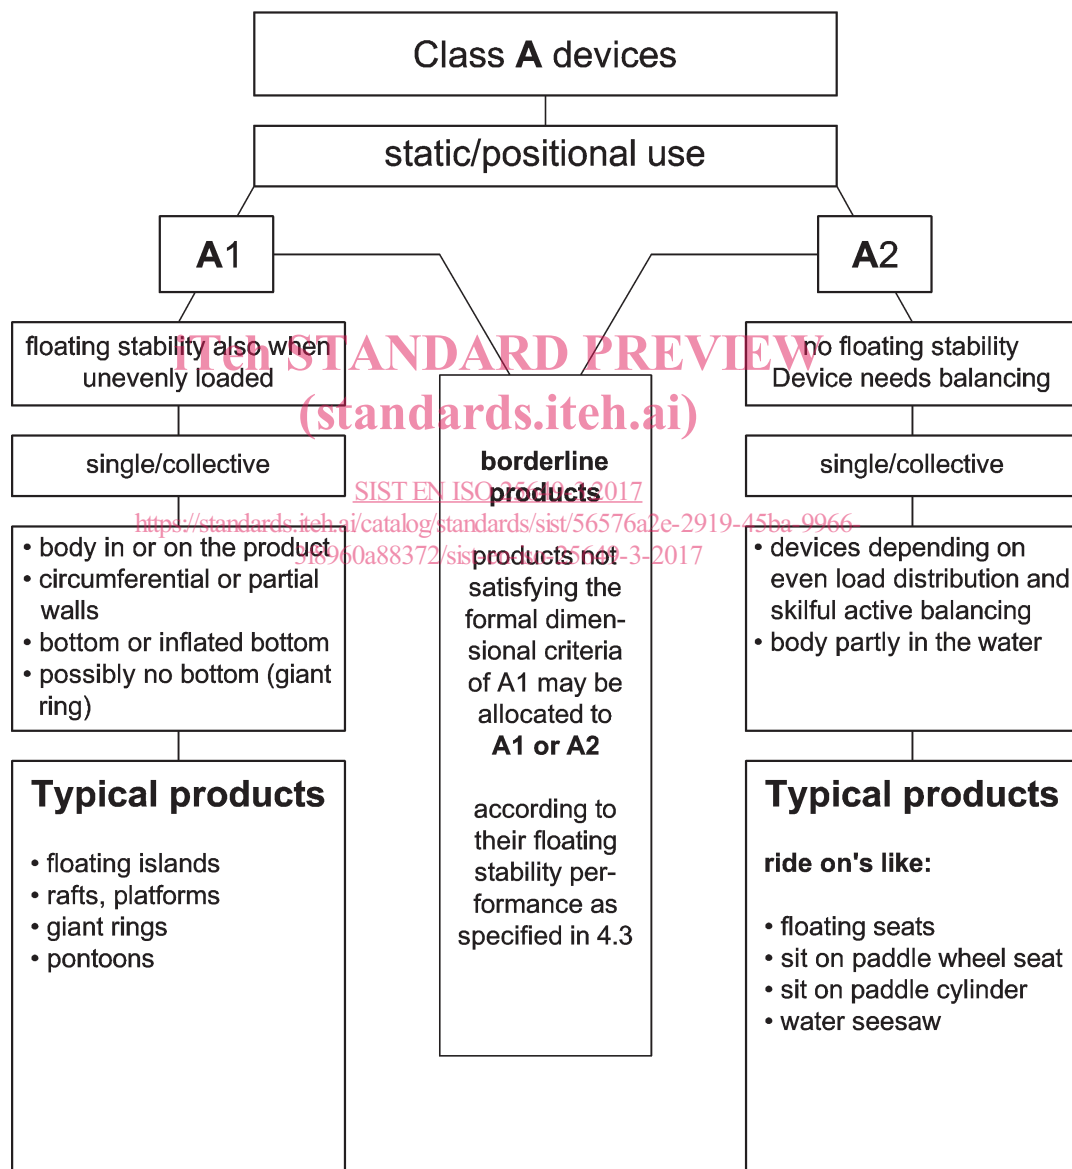 Class A devices
static/positional use
A1
A2
floating stability also when
unevenly loaded
single/collective
• body in or on the product
• circumferential or partial
walls
• bottom or inflated bottom
• possibly no bottom (giant
ring)
Typical products
• floating islands
• rafts, platforms
• giant rings
• pontoons
borderline
products
products not
satisfying the
formal dimen-
sional criteria
of A1 may be
allocated to
A1 or A2
according to
their floating
stability per-
formance as
specified in 4.3
no floating stability
Device needs balancing
single/collective
• devices depending on
even load distribution and
skilful active balancing
• body partly in the water
Typical products
ride on's like:
• floating seats
• sit on paddle wheel seat
• sit on paddle cylinder
• water seesaw
iTeh STANDARD PREVIEW
(standards.iteh.ai)
SIST EN ISO 25649-3:2017
https://standards.iteh.ai/catalog/standards/sist/56576a2e-2919-45ba-9966-
3f8960a88372/sist-en-iso-25649-3-2017